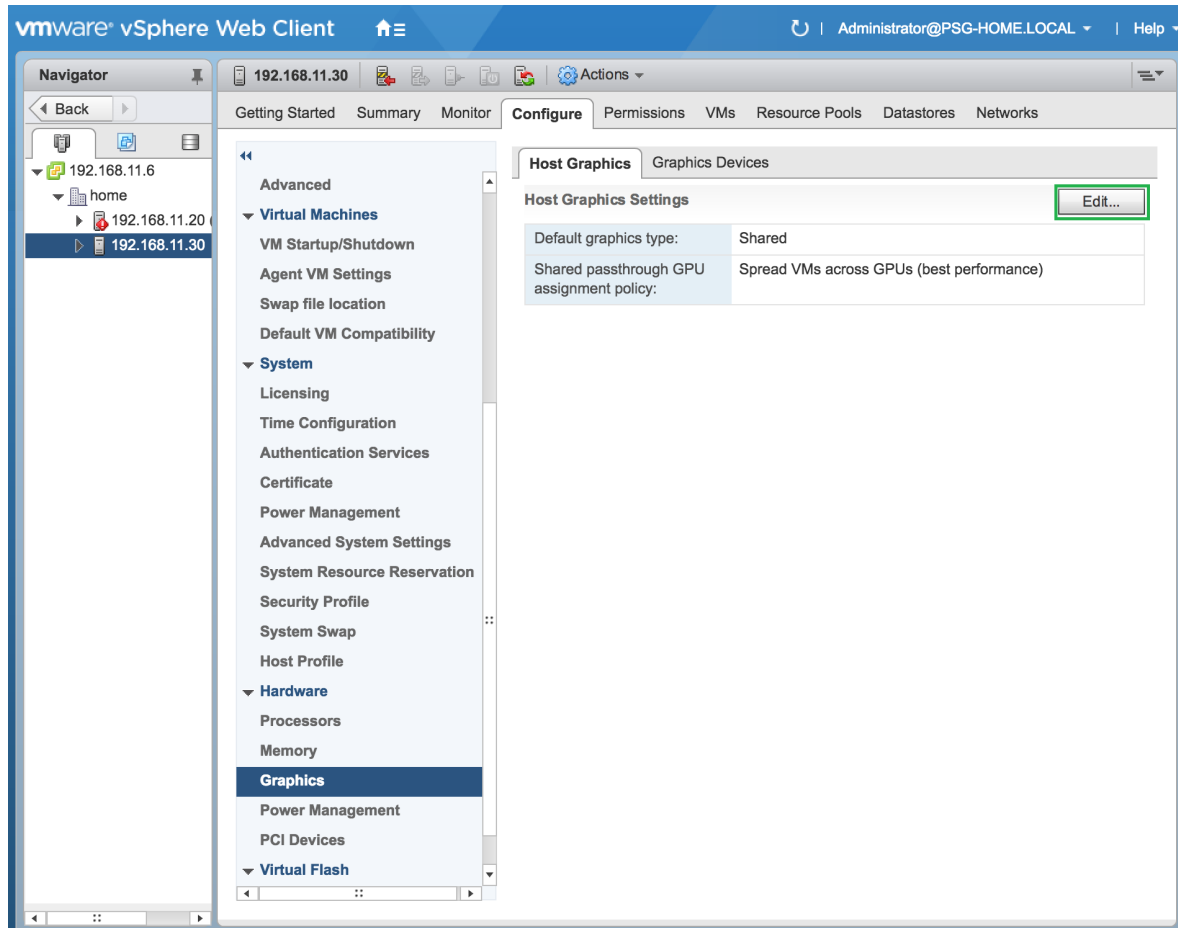 vmware® vSphere Web Client
Administrator@PSG-HOME.LOCAL
Help
Navigator
Back
192.168.11.6
home
192.168.11.20 (
192.168.11.30
192.168.11.30
Actions
Getting Started Summary Monitor Configure Permissions VMs Resource Pools Datastores Networks
Advanced
Virtual Machines
VM Startup/Shutdown
Agent VM Settings
Swap file location
Default VM Compatibility
System
Licensing
Time Configuration
Authentication Services
Certificate
Power Management
Advanced System Settings
System Resource Reservation
Security Profile
System Swap
Host Profile
Hardware
Processors
Memory
Graphics
Power Management
PCI Devices
Virtual Flash
Host Graphics Graphics Devices
Host Graphics Settings
Edit...
Default graphics type: Shared
Shared passthrough GPU Spread VMs across GPUs (best performance)
assignment policy: